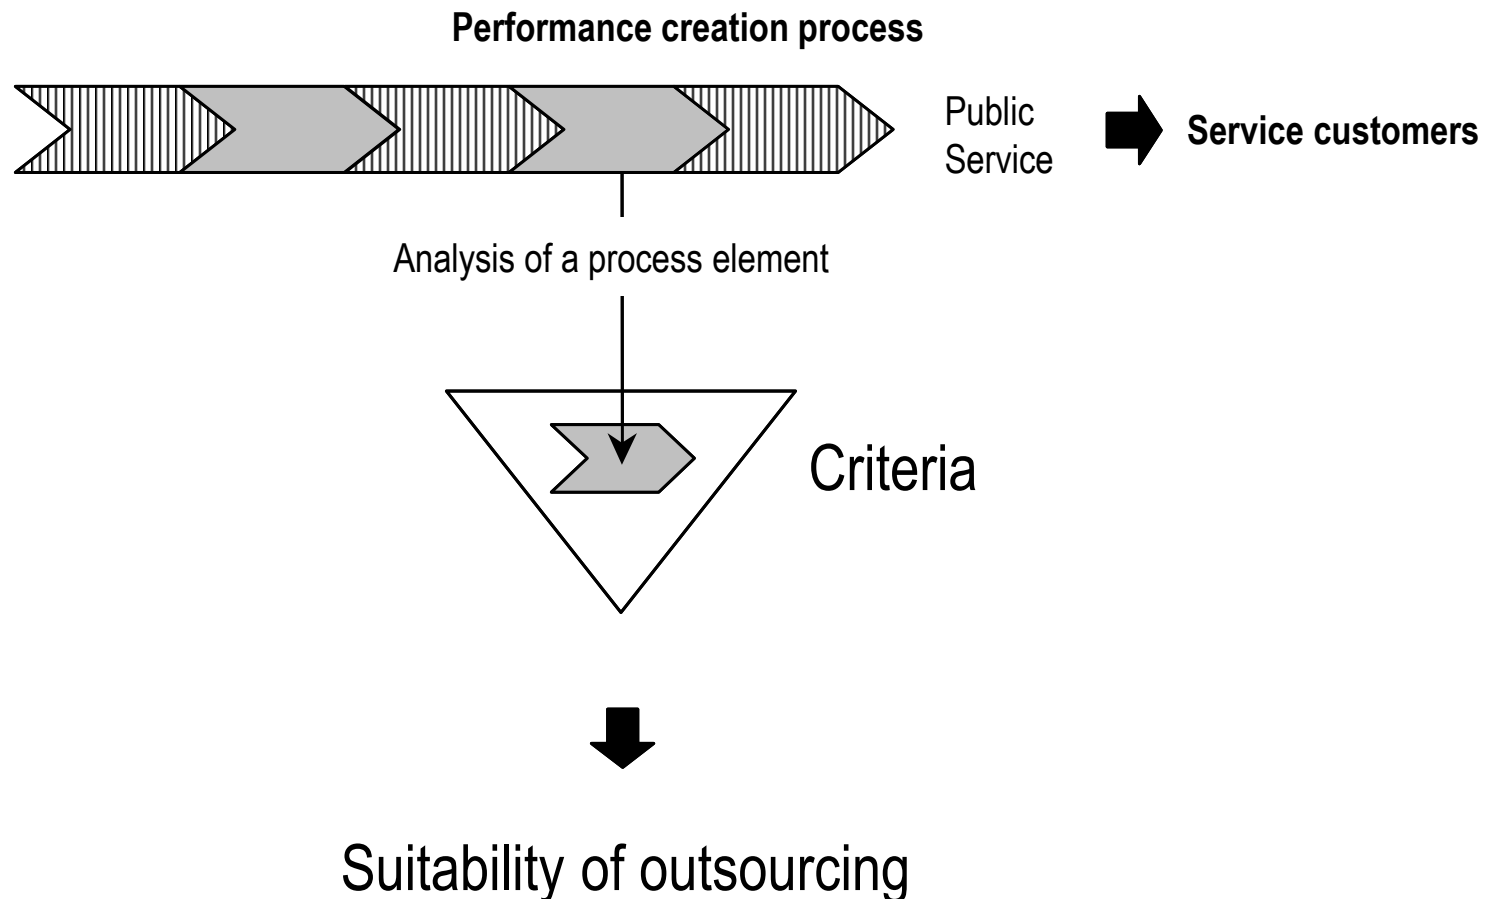 Performance creation process
Public
Service
Service customers
Analysis of a process element
Criteria
Suitability of outsourcing